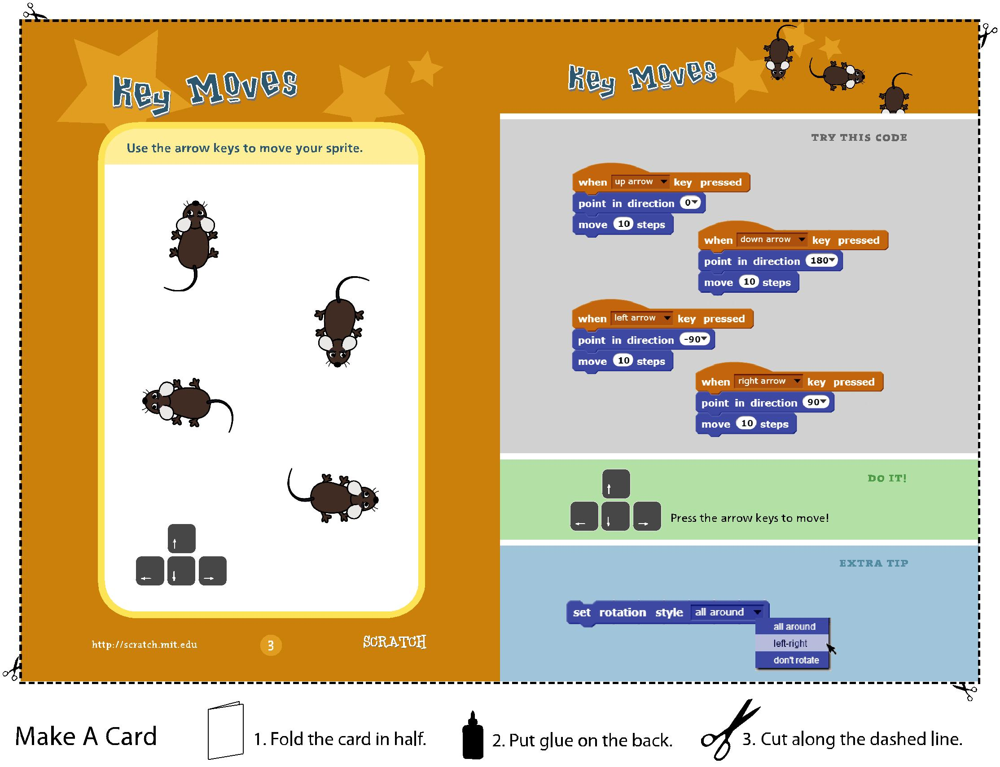 Key Moves
Use the arrow keys to move your sprite.
↑
← ↓ →
http://scratch.mit.edu
3
SCRATCH
Key Moves
TRY THIS CODE
when up arrow key pressed
point in direction 0
move 10 steps
when down arrow key pressed
point in direction 180
move 10 steps
when left arrow key pressed
point in direction -90
move 10 steps
when right arrow key pressed
point in direction 90
move 10 steps
DO IT!
↑
← ↓ →
Press the arrow keys to move!
EXTRA TIP
set rotation style all around
all around
left-right
don't rotate
Make A Card
1. Fold the card in half.
2. Put glue on the back.
3. Cut along the dashed line.